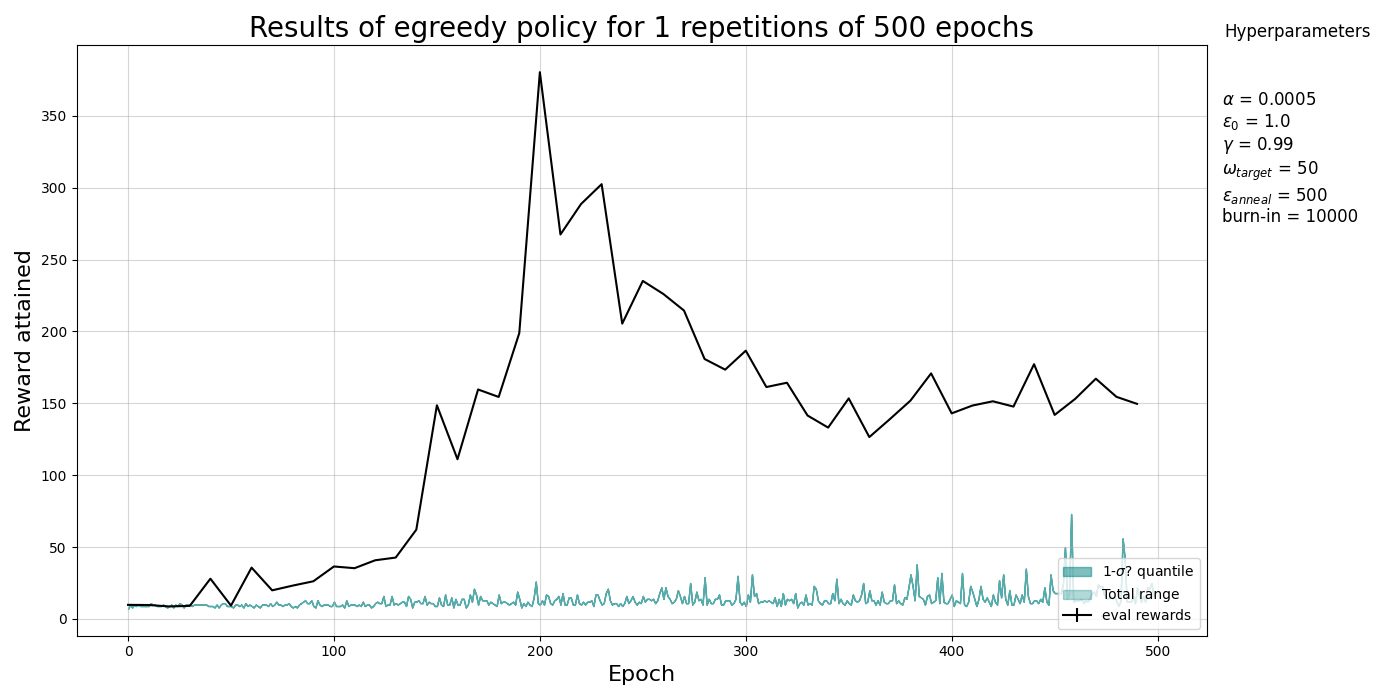 Results of egreedy policy for 1 repetitions of 500 epochs
Hyperparameters
α = 0.0005
ε0 = 1.0
γ = 0.99
ωtarget = 50
εanneal = 500
burn-in = 10000
Reward attained
350
300
250
200
150
100
50
0
1-σ? quantile
Total range
eval rewards
0
100
200
300
400
500
Epoch